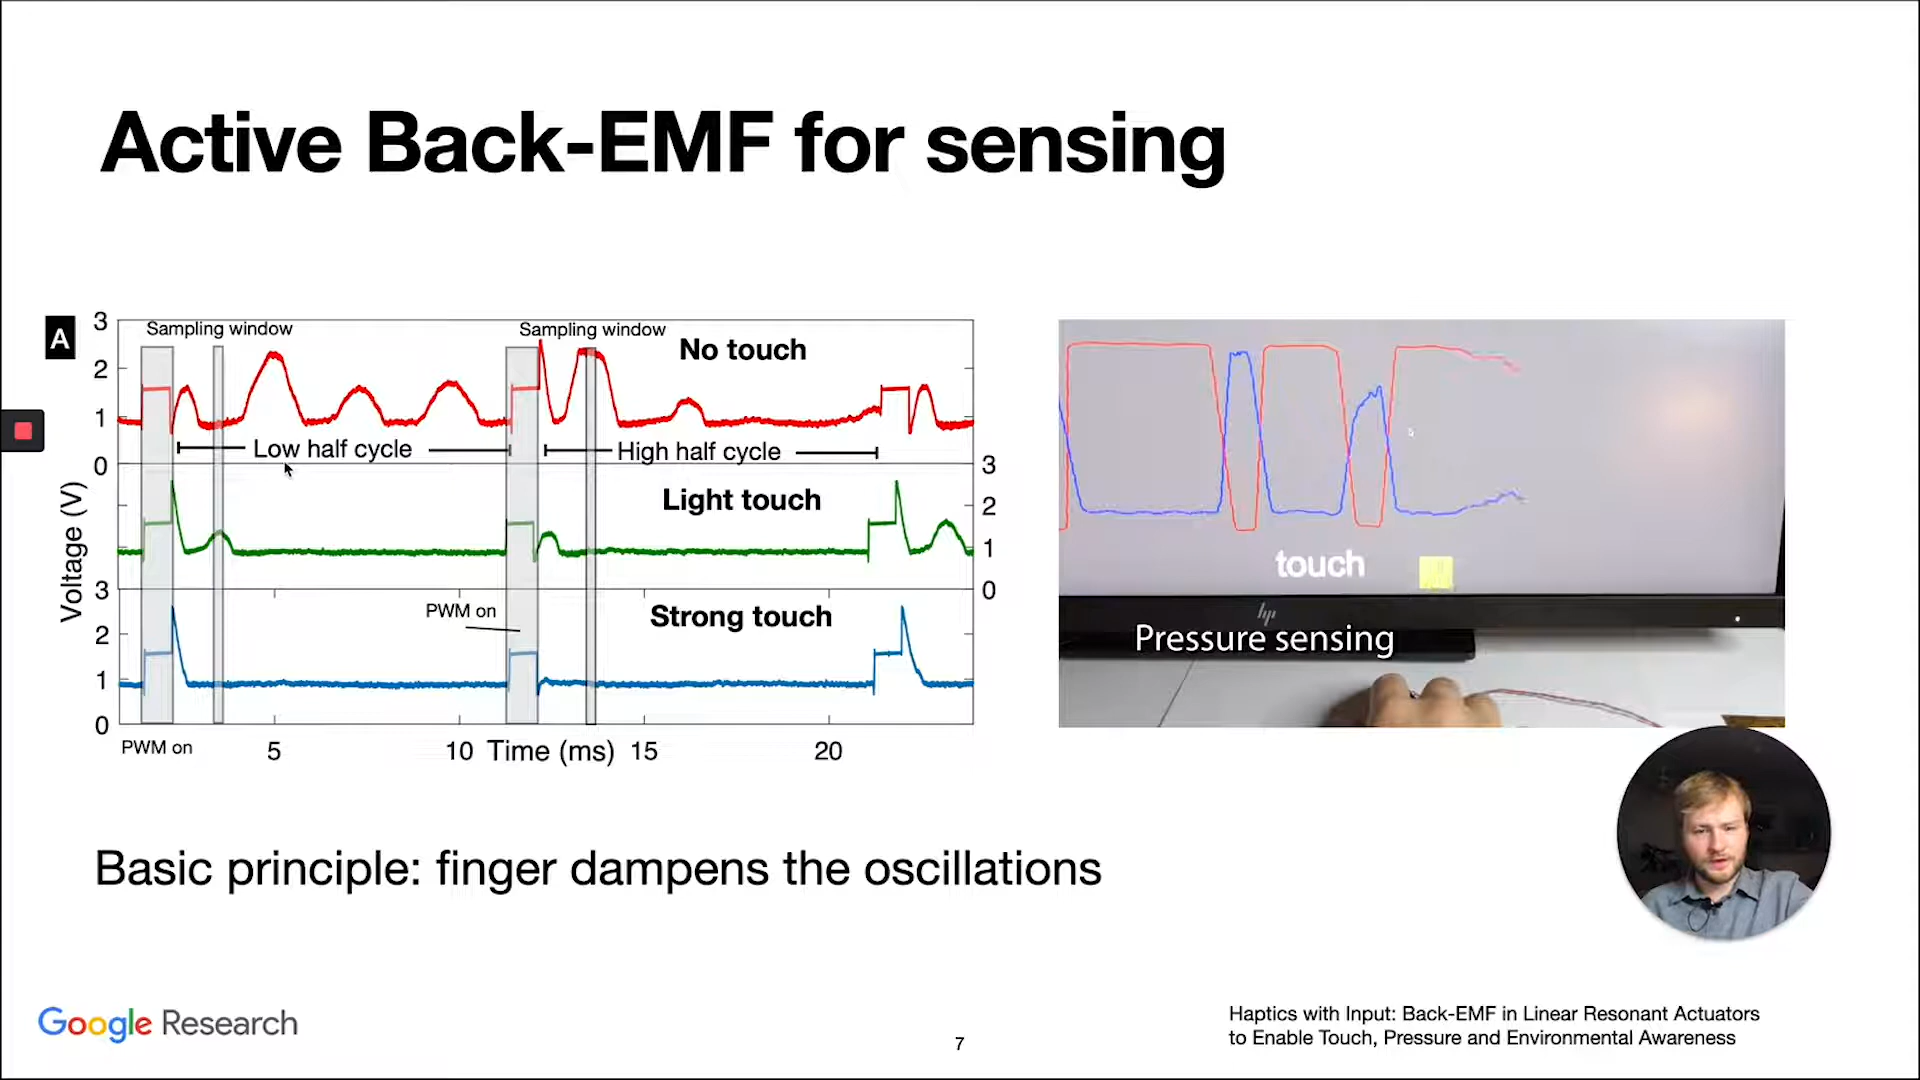 Active Back-EMF for sensing
A
Sampling window
Sampling window
No touch
3
2
1
0
Low half cycle
High half cycle
Light touch
3
2
1
0
Voltage (V)
PWM on
Strong touch
3
2
1
0
PWM on
5
10
Time (ms)
15
20
touch
hp
Pressure sensing
Basic principle: finger dampens the oscillations
Google Research
7
Haptics with Input: Back-EMF in Linear Resonant Actuators
to Enable Touch, Pressure and Environmental Awareness